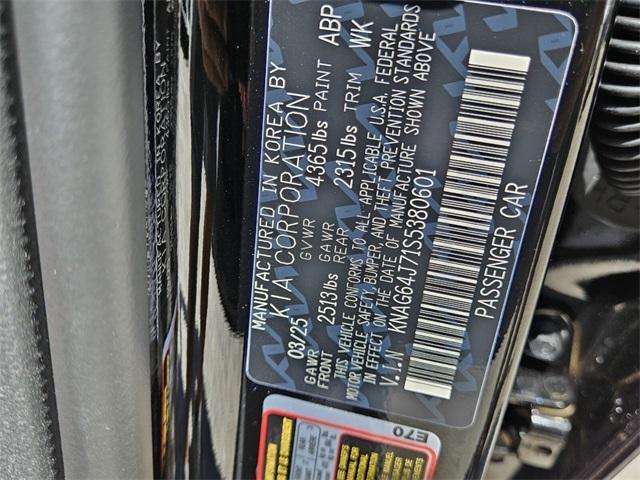 MANUFACTURED IN KOREA BY
KIA CORPORATION
03/25 GVWR 4365lbs PAINT ABP
GAWR FRONT 2513lbs GAWR REAR 2315lbs TRIM WK
THIS VEHICLE CONFORMS TO ALL APPLICABLE U.S.A. FEDERAL
MOTOR VEHICLE SAFETY, BUMPER, AND THEFT PREVENTION STANDARDS
IN EFFECT ON THE DATE OF MANUFACTURE SHOWN ABOVE
V.I.N KNAG64J71S5380601
PASSENGER CAR